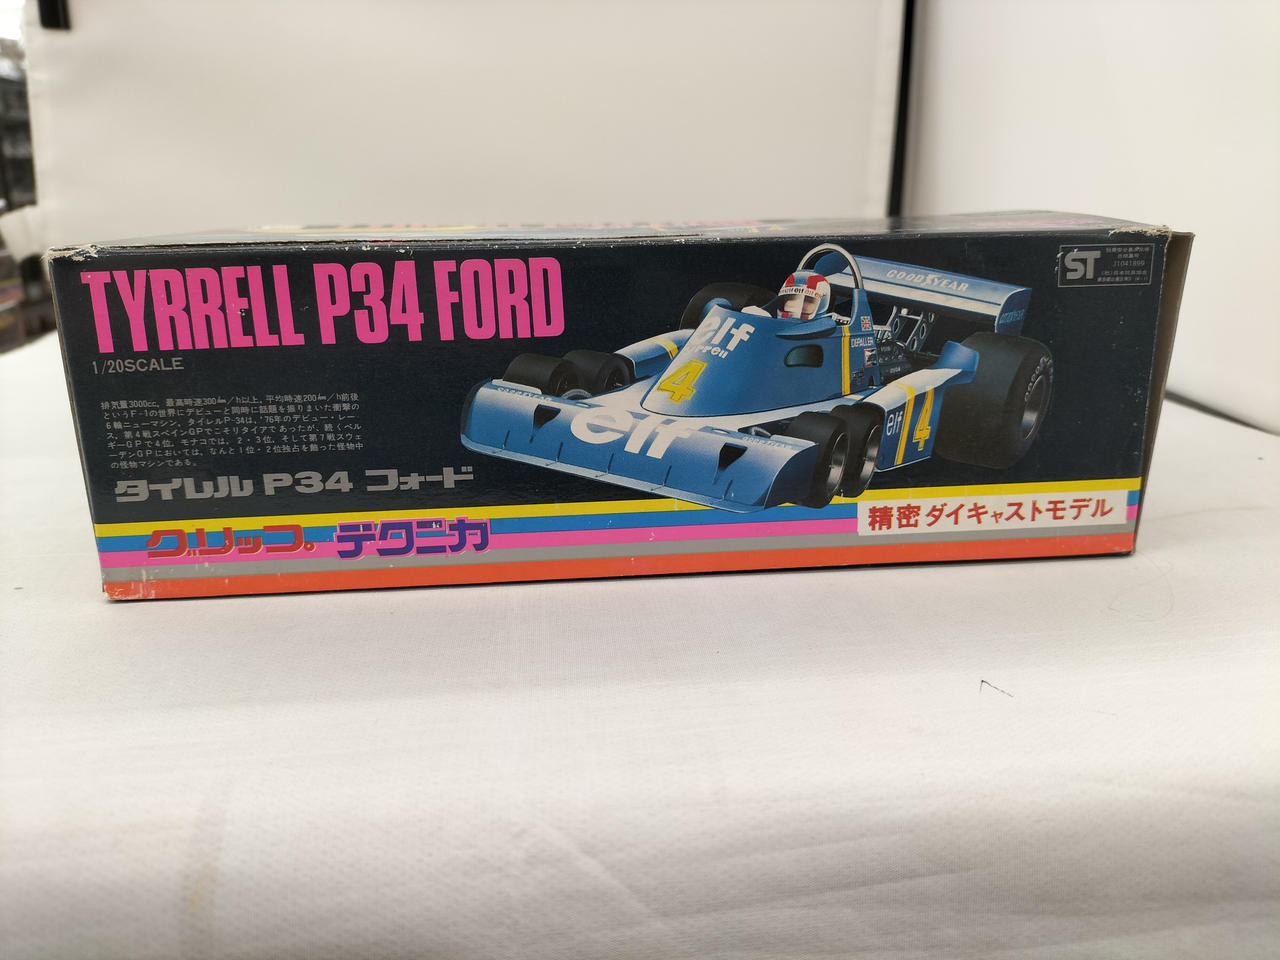 TYRRELL P34 FORD
1/20SCALE
排気量3000cc, 最高時速300㎞/h以上, 平均時速200㎞/h前後
というF-1の世界にデビューと同時に話題を振りまいた衝撃の
6輪ニューマシン, タイレルP-34は, '76年のデビュー・レー
ス, 第4戦スペインGPでこそリタイアであったが, 続くベル
ギーGPで4位, モナコでは, 2・3位, そして第7戦スウェ
ーデンGPにおいては, なんと1位・2位独占を飾った怪物中
の怪物マシンである。
タイレル P34 フォード
グリップ テクニカ
精密ダイキャストモデル
ST
J1041899
GOODYEAR
elf
tyrrell
4
DEPAILLER
elf
elf
4